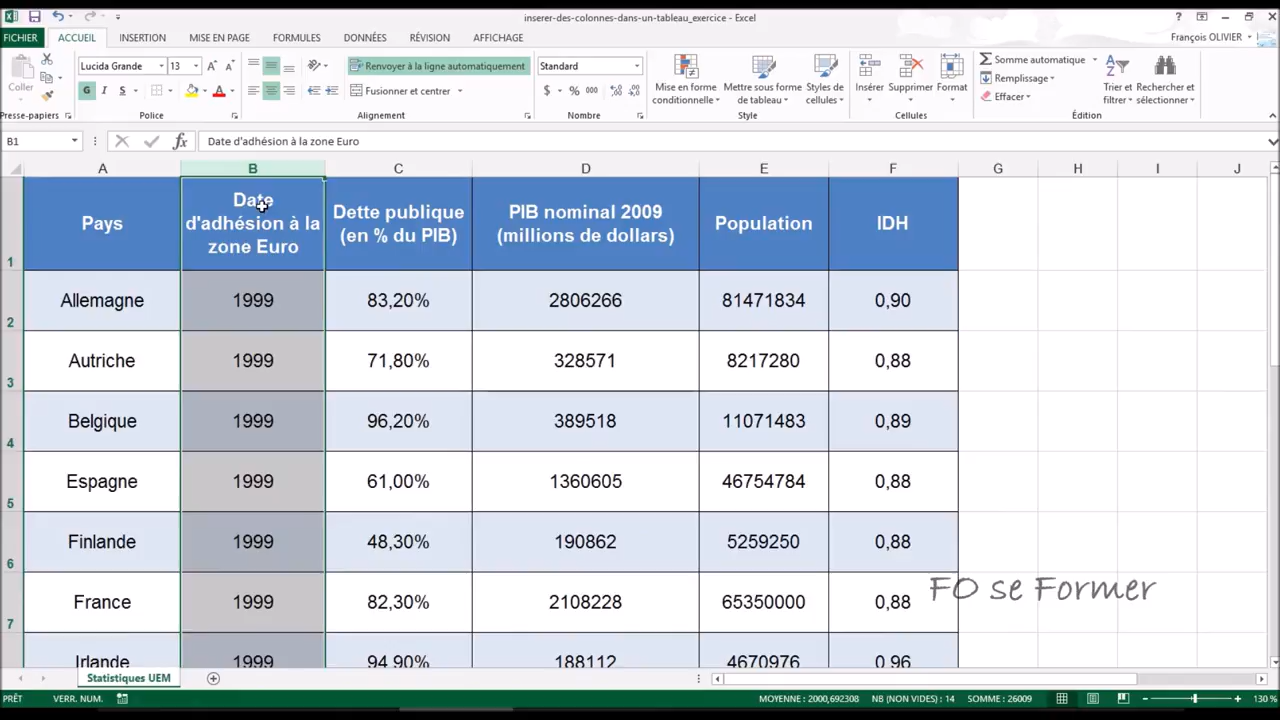 inserer-des-colonnes-dans-un-tableau_exercice - Excel
FICHIER ACCUEIL INSERTION MISE EN PAGE FORMULES DONNÉES RÉVISION AFFICHAGE François OLIVIER
Coller
Lucida Grande 13
G I S
Renvoyer à la ligne automatiquement
Fusionner et centrer
Standard
$ % 000
Mise en forme conditionnelle
Mettre sous forme de tableau
Styles de cellules
Insérer Supprimer Format
Somme automatique
Remplissage
Effacer
Trier et filtrer
Rechercher et sélectionner
Presse-papiers Police Alignement Nombre Style Cellules Édition
B1 fx Date d'adhésion à la zone Euro
A B C D E F G H I J
1 Pays Date d'adhésion à la zone Euro Dette publique (en % du PIB) PIB nominal 2009 (millions de dollars) Population IDH
2 Allemagne 1999 83,20% 2806266 81471834 0,90
3 Autriche 1999 71,80% 328571 8217280 0,88
4 Belgique 1999 96,20% 389518 11071483 0,89
5 Espagne 1999 61,00% 1360605 46754784 0,88
6 Finlande 1999 48,30% 190862 5259250 0,88
7 France 1999 82,30% 2108228 65350000 0,88
Irlande 1999 94,90% 188112 4670976 0,96
FO se Former
Statistiques UEM
PRÊT VERR. NUM. MOYENNE : 2000,692308 NB (NON VIDES) : 14 SOMME : 26009 130 %